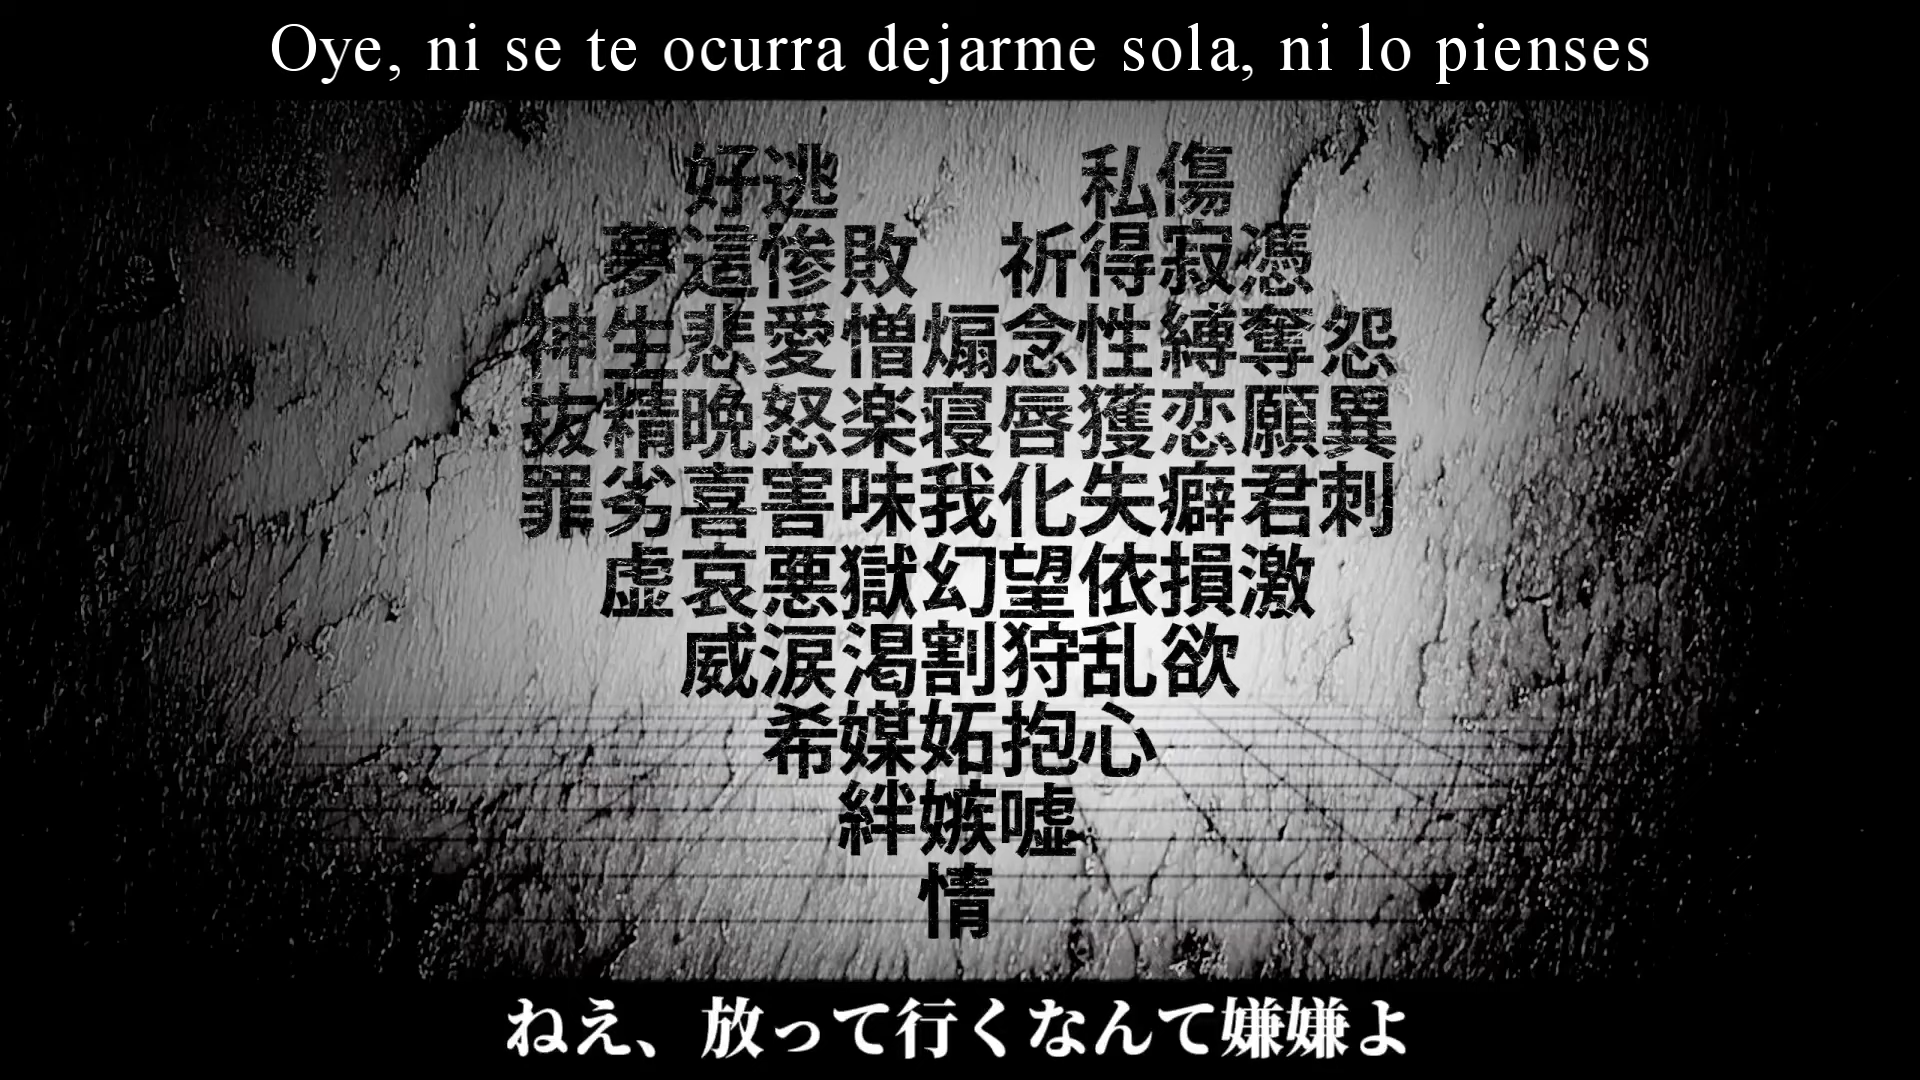 Oye, ni se te ocurra dejarme sola, ni lo pienses
好逃　私傷
夢這惨敗　祈得寂憑
神生悲愛憎煽念性縛奪怨
抜精晩怒楽寝唇獲恋願異
罪劣喜害味我化失癖君刺
虚哀悪獄幻望依損激
威涙渇割狩乱欲
希媒妬抱心
絆嫉嘘
情
ねえ、放って行くなんて嫌嫌よ